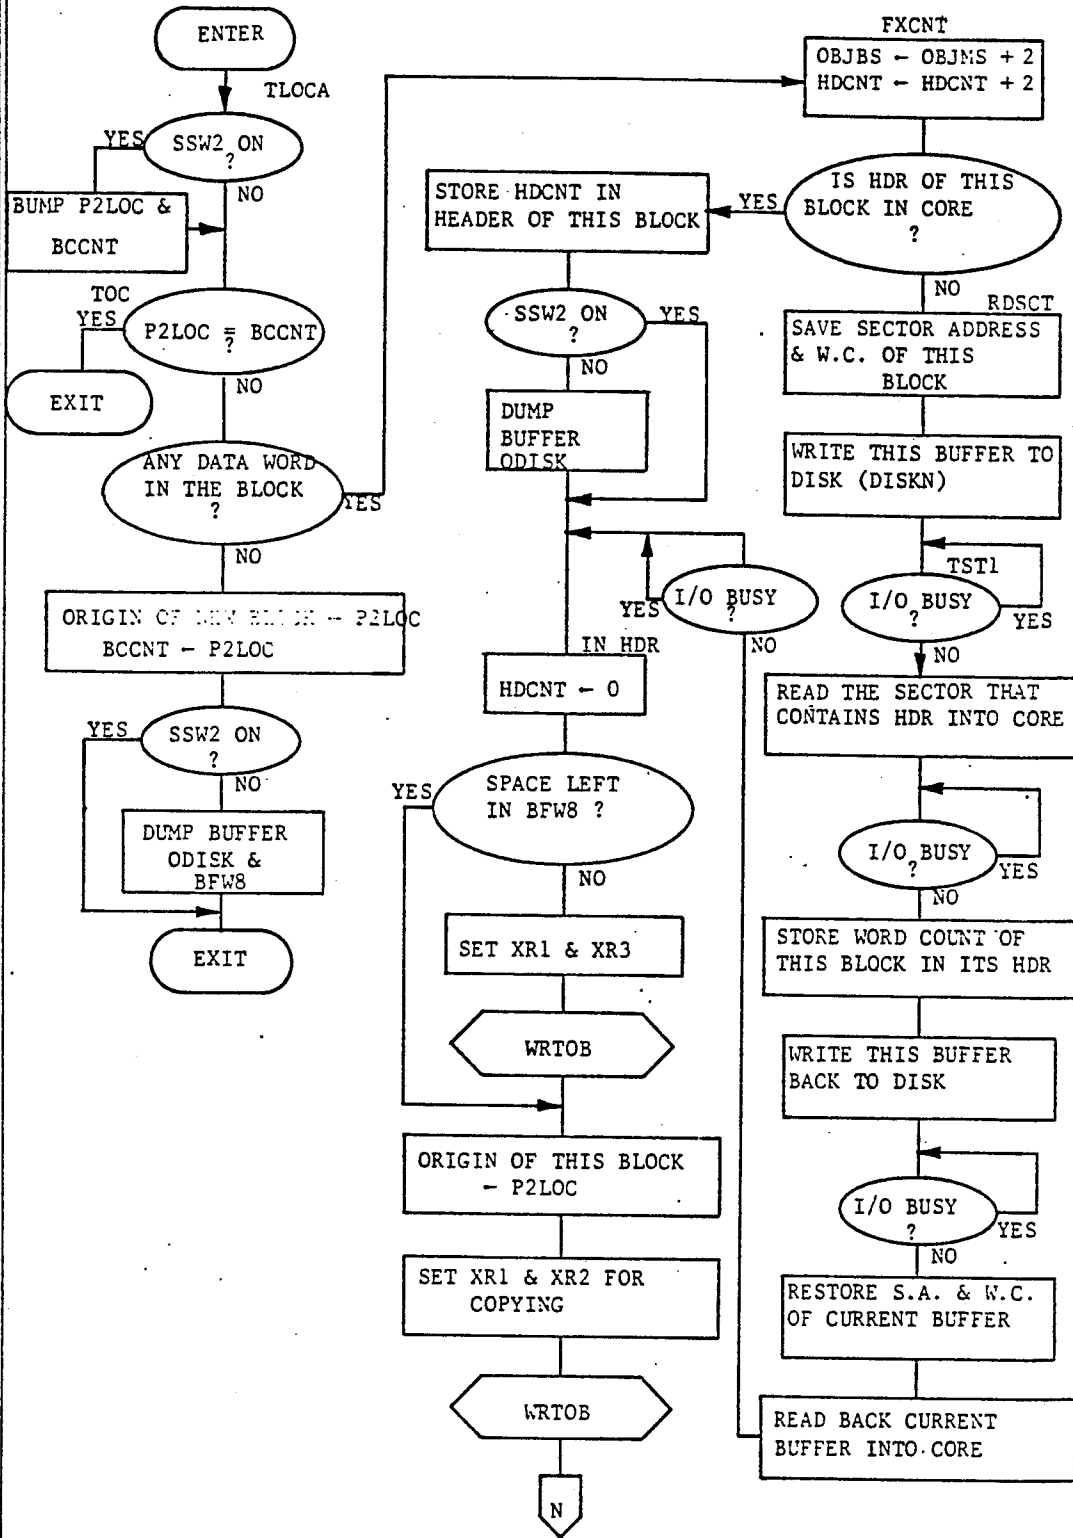 ENTER
TLOCA
SSW2 ON
?
YES
NO
BUMP P2LOC &
BCCNT
TOC
YES
P2LOC = BCCNT
?
NO
EXIT
ANY DATA WORD
IN THE BLOCK
?
YES
NO
ORIGIN OF NEW BLOCK ← P2LOC
BCCNT ← P2LOC
YES
SSW2 ON
?
NO
DUMP BUFFER
ODISK &
BFW8
EXIT
FXCNT
OBJBS ← OBJMS + 2
HDCNT ← HDCNT + 2
IS HDR OF THIS
BLOCK IN CORE
?
YES
NO
STORE HDCNT IN
HEADER OF THIS BLOCK
SSW2 ON
?
YES
NO
DUMP
BUFFER
ODISK
I/O BUSY
?
YES
NO
IN HDR
HDCNT ← 0
YES
SPACE LEFT
IN BFW8 ?
NO
SET XR1 & XR3
WRTOB
ORIGIN OF THIS BLOCK
← P2LOC
SET XR1 & XR2 FOR
COPYING
WRTOB
N
RDSCT
SAVE SECTOR ADDRESS
& W.C. OF THIS
BLOCK
WRITE THIS BUFFER TO
DISK (DISKN)
TST1
I/O BUSY
?
YES
NO
READ THE SECTOR THAT
CONTAINS HDR INTO CORE
I/O BUSY
?
YES
NO
STORE WORD COUNT OF
THIS BLOCK IN ITS HDR
WRITE THIS BUFFER
BACK TO DISK
I/O BUSY
?
YES
NO
RESTORE S.A. & W.C.
OF CURRENT BUFFER
READ BACK CURRENT
BUFFER INTO CORE